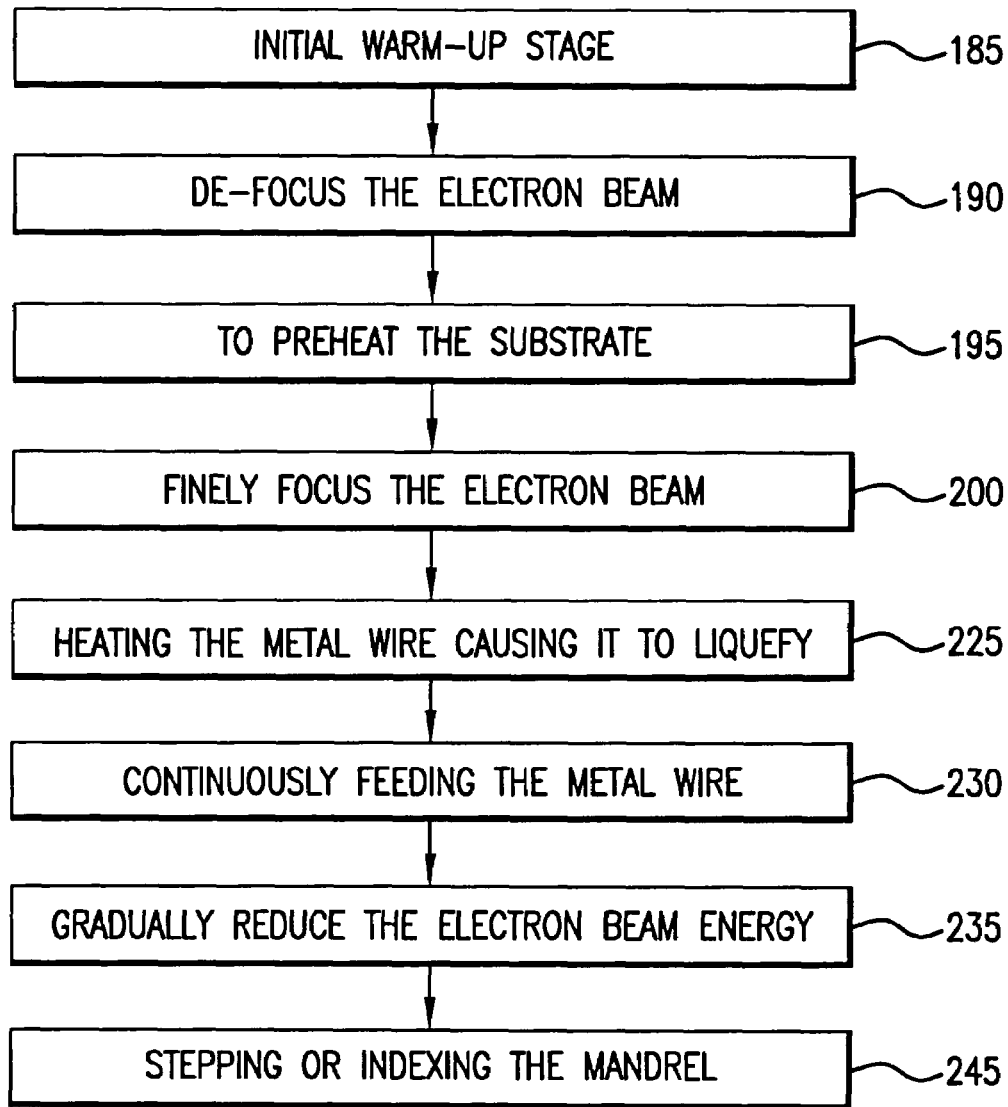 INITIAL WARM-UP STAGE 185
DE-FOCUS THE ELECTRON BEAM 190
TO PREHEAT THE SUBSTRATE 195
FINELY FOCUS THE ELECTRON BEAM 200
HEATING THE METAL WIRE CAUSING IT TO LIQUEFY 225
CONTINUOUSLY FEEDING THE METAL WIRE 230
GRADUALLY REDUCE THE ELECTRON BEAM ENERGY 235
STEPPING OR INDEXING THE MANDREL 245